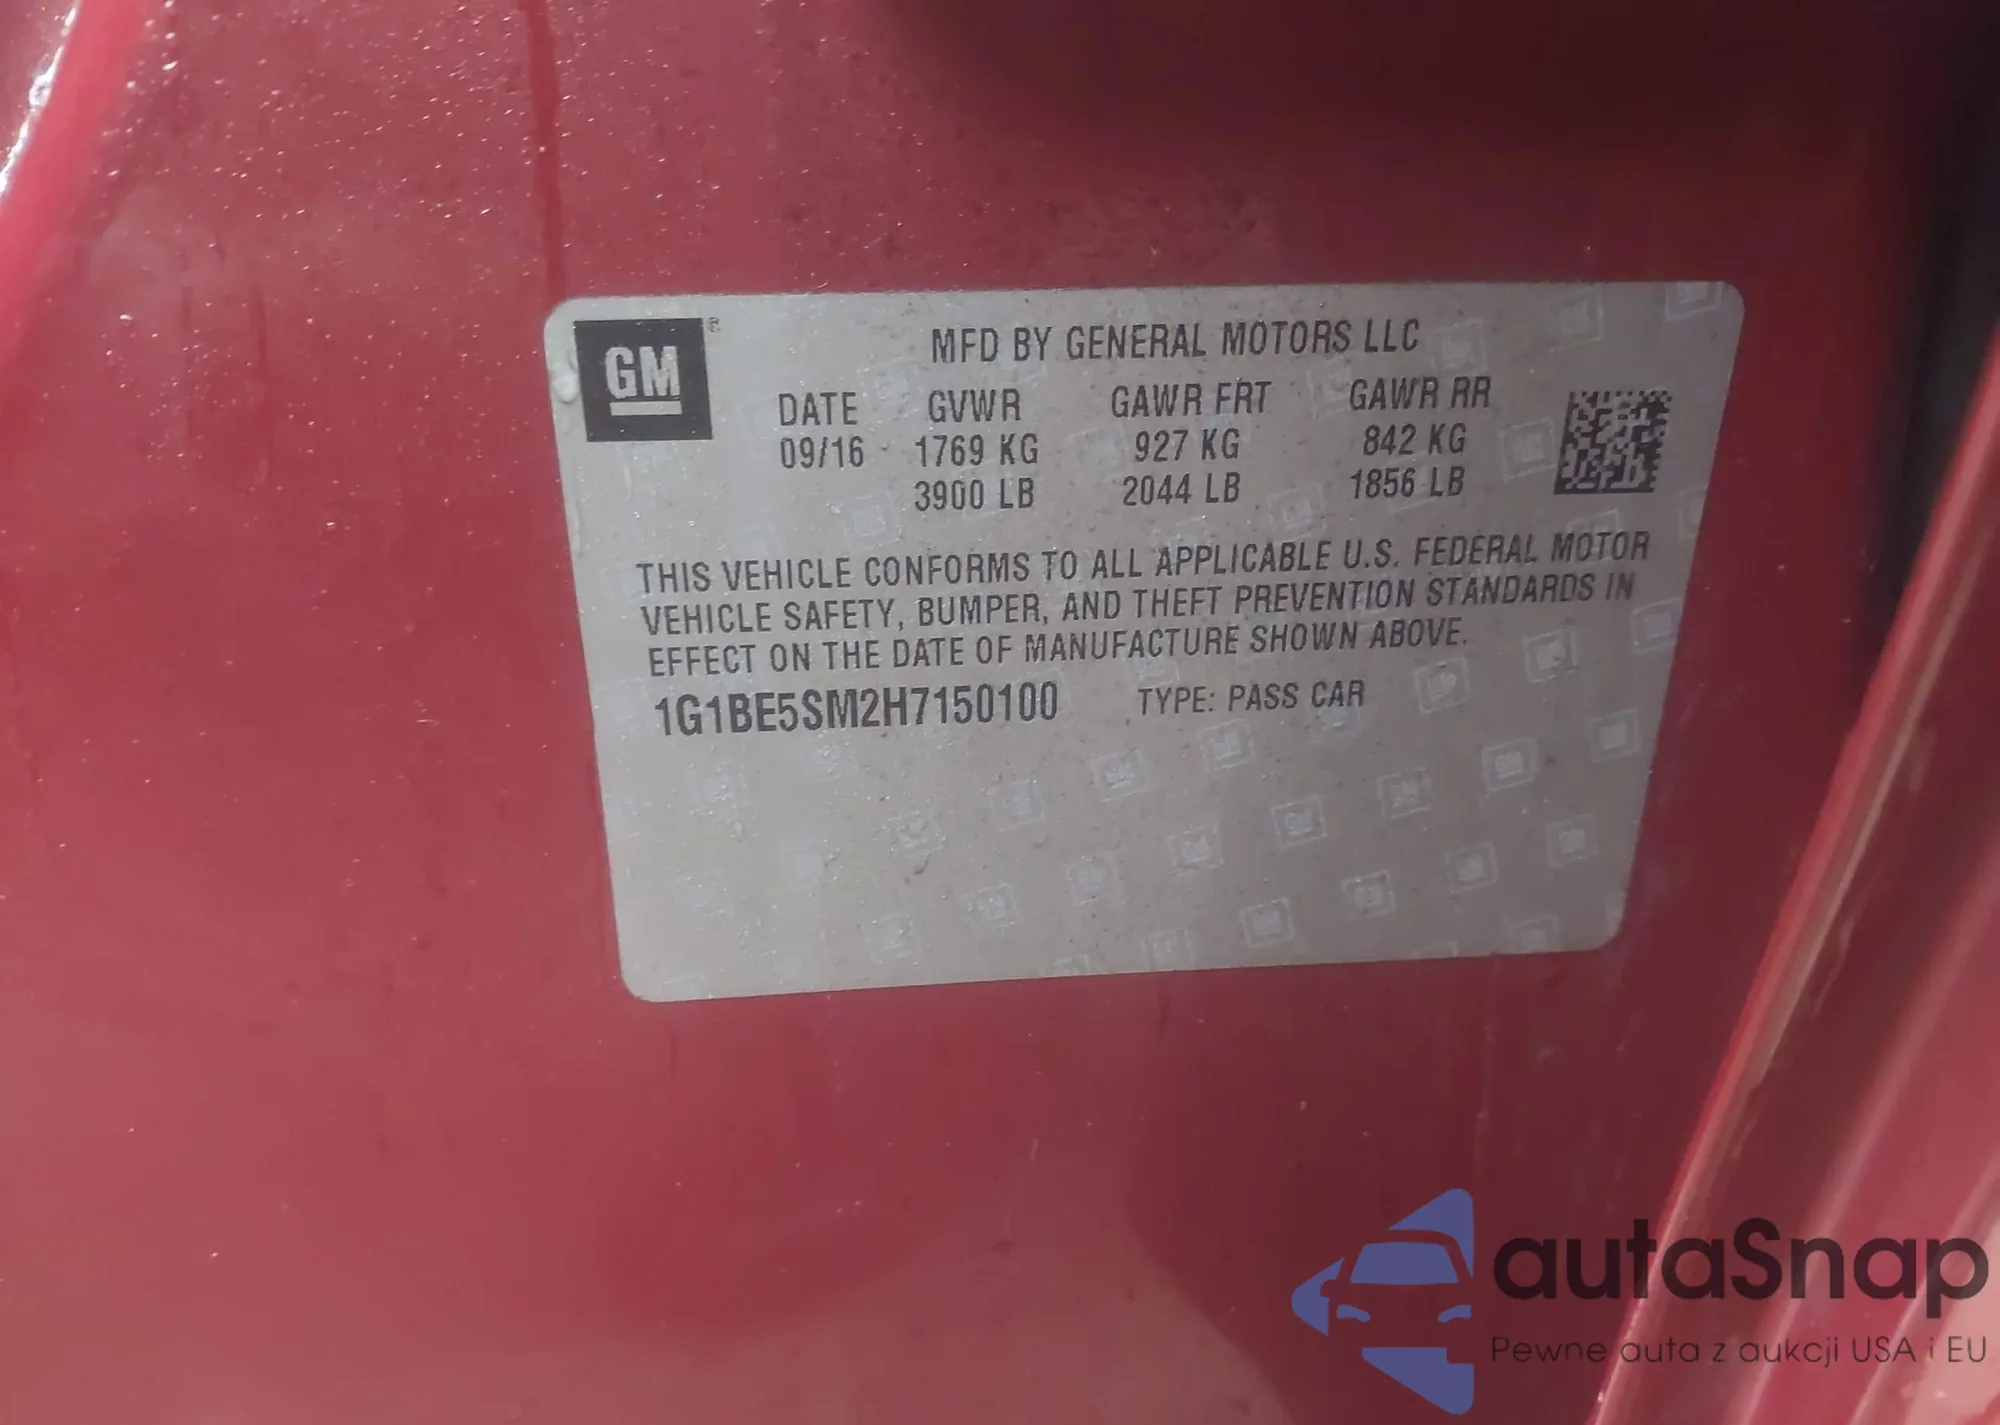 GM
MFD BY GENERAL MOTORS LLC
DATE GVWR GAWR FRT GAWR RR
09/16 1769 KG 927 KG 842 KG
3900 LB 2044 LB 1856 LB
THIS VEHICLE CONFORMS TO ALL APPLICABLE U.S. FEDERAL MOTOR
VEHICLE SAFETY, BUMPER, AND THEFT PREVENTION STANDARDS IN
EFFECT ON THE DATE OF MANUFACTURE SHOWN ABOVE.
1G1BE5SM2H7150100 TYPE: PASS CAR
autaSnap
Pewne auta z aukcji USA i EU